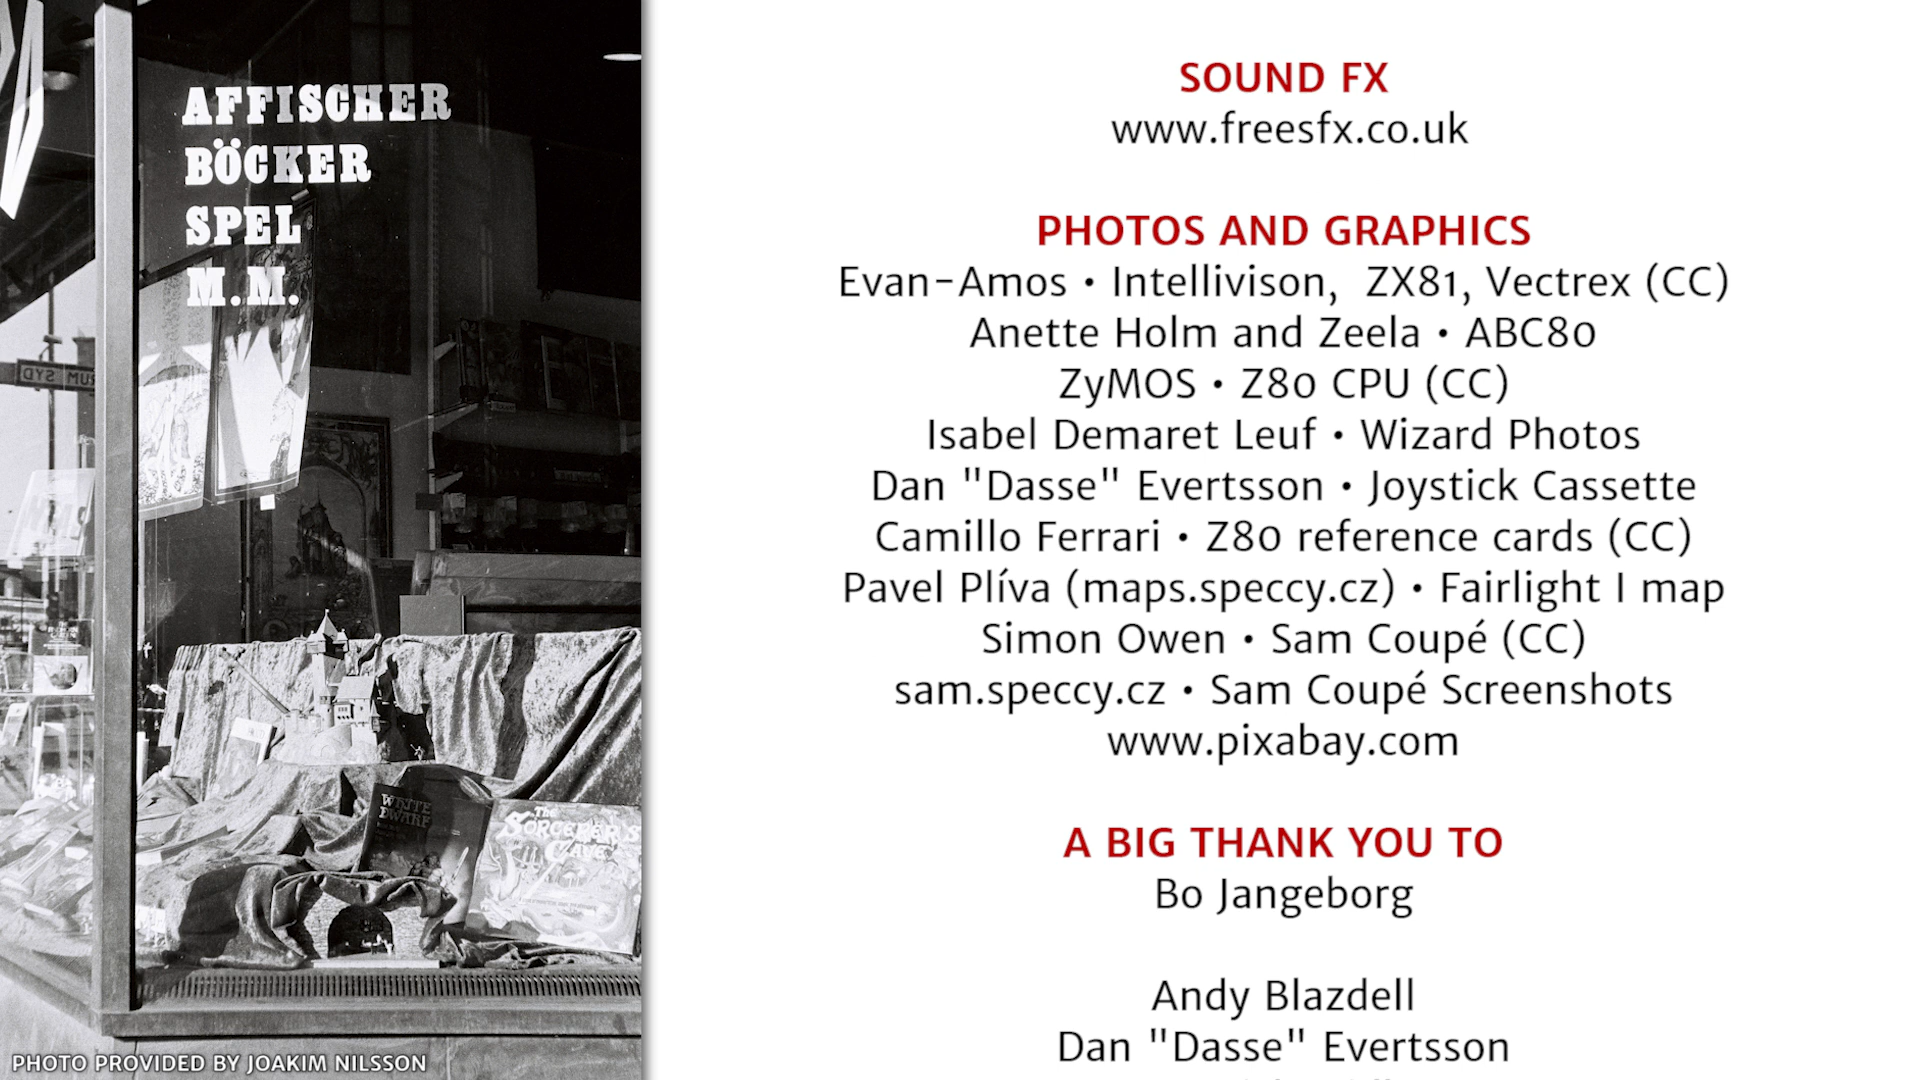 AFFISCHER
BÖCKER
SPEL
M.M.
WHITE
DWARF
The
SORCERER'S
CAVE
PHOTO PROVIDED BY JOAKIM NILSSON
SOUND FX
www.freesfx.co.uk
PHOTOS AND GRAPHICS
Evan-Amos • Intellivison, ZX81, Vectrex (CC)
Anette Holm and Zeela • ABC80
ZyMOS • Z80 CPU (CC)
Isabel Demaret Leuf • Wizard Photos
Dan "Dasse" Evertsson • Joystick Cassette
Camillo Ferrari • Z80 reference cards (CC)
Pavel Plíva (maps.speccy.cz) • Fairlight I map
Simon Owen • Sam Coupé (CC)
sam.speccy.cz • Sam Coupé Screenshots
www.pixabay.com
A BIG THANK YOU TO
Bo Jangeborg
Andy Blazdell
Dan "Dasse" Evertsson